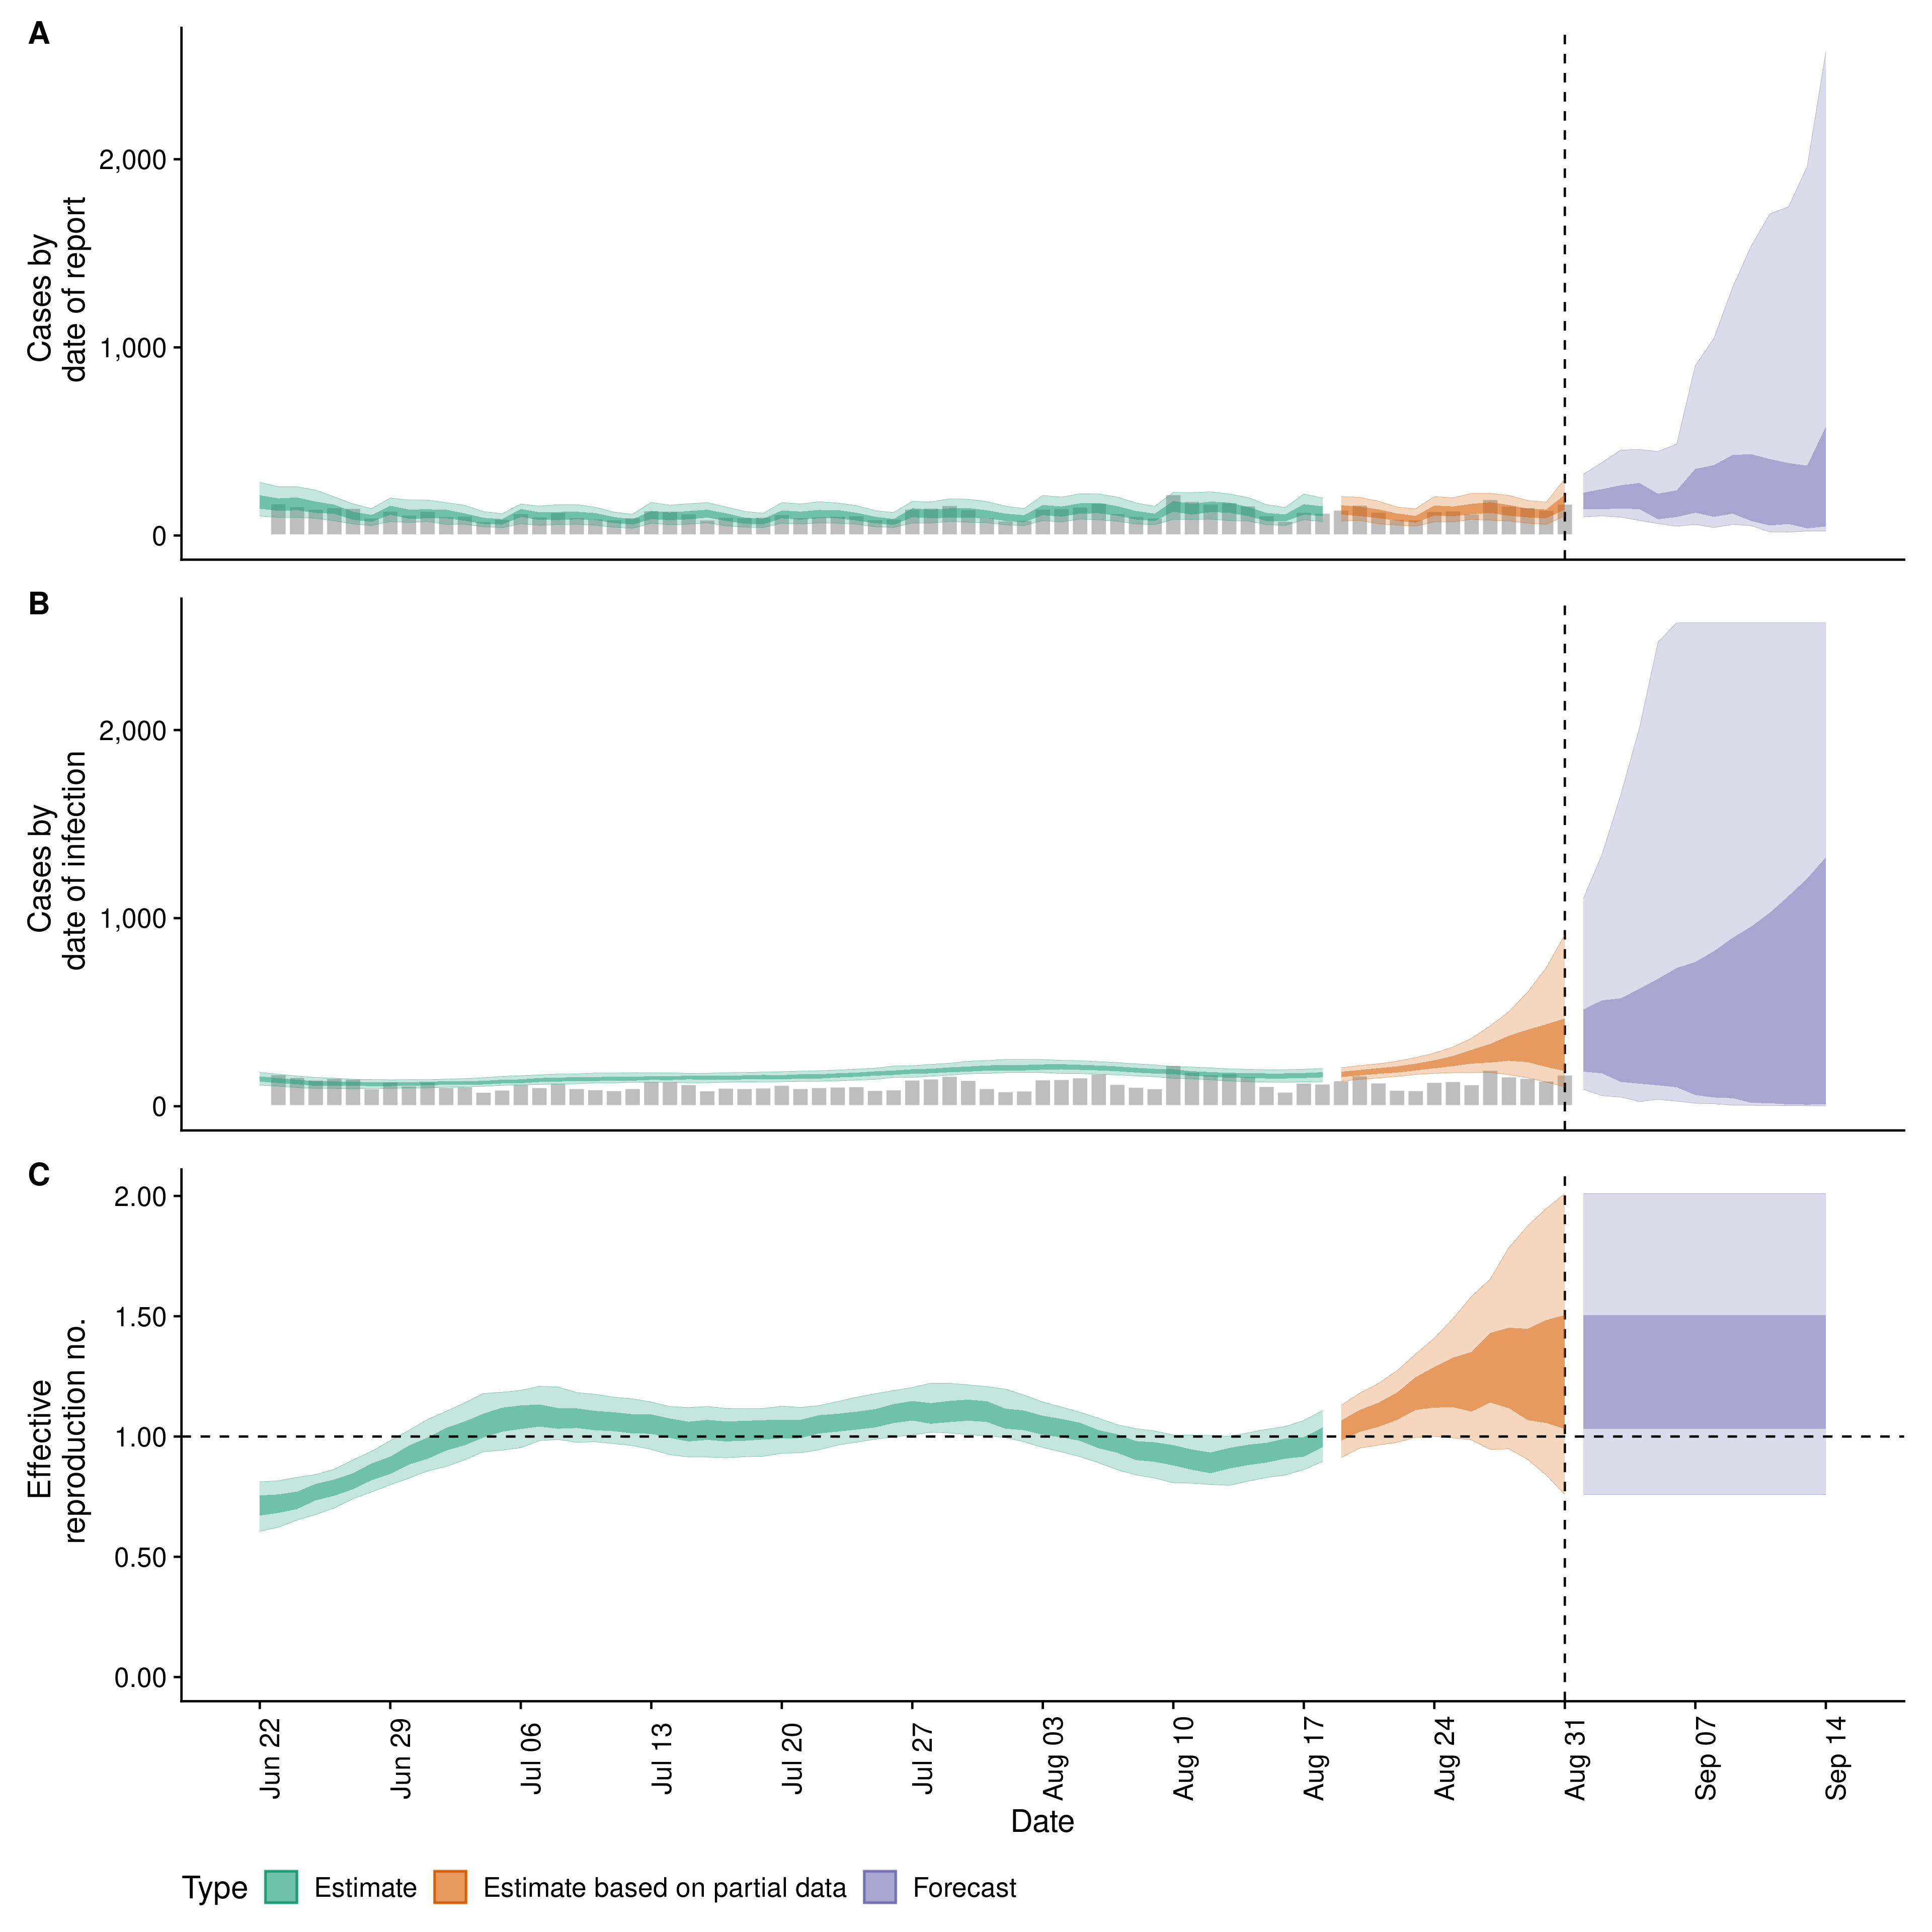 A
Cases by
date of report
2,000
1,000
0
B
Cases by
date of infection
2,000
1,000
0
C
Effective
reproduction no.
2.00
1.50
1.00
0.50
0.00
Jun 22
Jun 29
Jul 06
Jul 13
Jul 20
Jul 27
Aug 03
Aug 10
Aug 17
Aug 24
Aug 31
Sep 07
Sep 14
Date
Type Estimate Estimate based on partial data Forecast